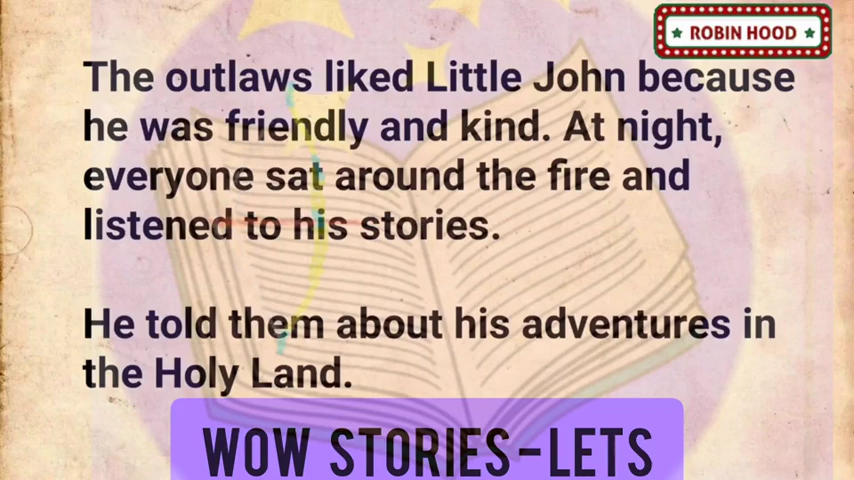 ROBIN HOOD
The outlaws liked Little John because
he was friendly and kind. At night,
everyone sat around the fire and
listened to his stories.
He told them about his adventures in
the Holy Land.
WOW STORIES-LETS